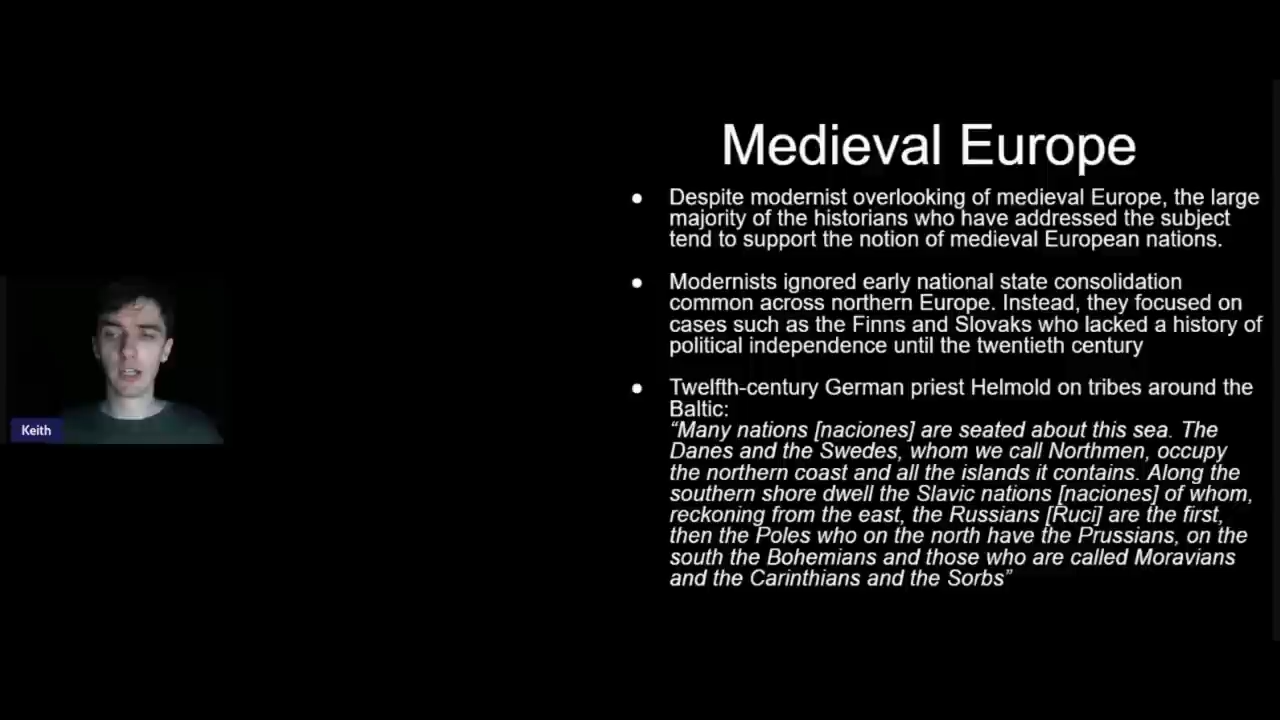 Medieval Europe
● Despite modernist overlooking of medieval Europe, the large
majority of the historians who have addressed the subject
tend to support the notion of medieval European nations.
● Modernists ignored early national state consolidation
common across northern Europe. Instead, they focused on
cases such as the Finns and Slovaks who lacked a history of
political independence until the twentieth century
● Twelfth-century German priest Helmold on tribes around the
Baltic:
“Many nations [naciones] are seated about this sea. The
Danes and the Swedes, whom we call Northmen, occupy
the northern coast and all the islands it contains. Along the
southern shore dwell the Slavic nations [naciones] of whom,
reckoning from the east, the Russians [Ruci] are the first,
then the Poles who on the north have the Prussians, on the
south the Bohemians and those who are called Moravians
and the Carinthians and the Sorbs”
Keith